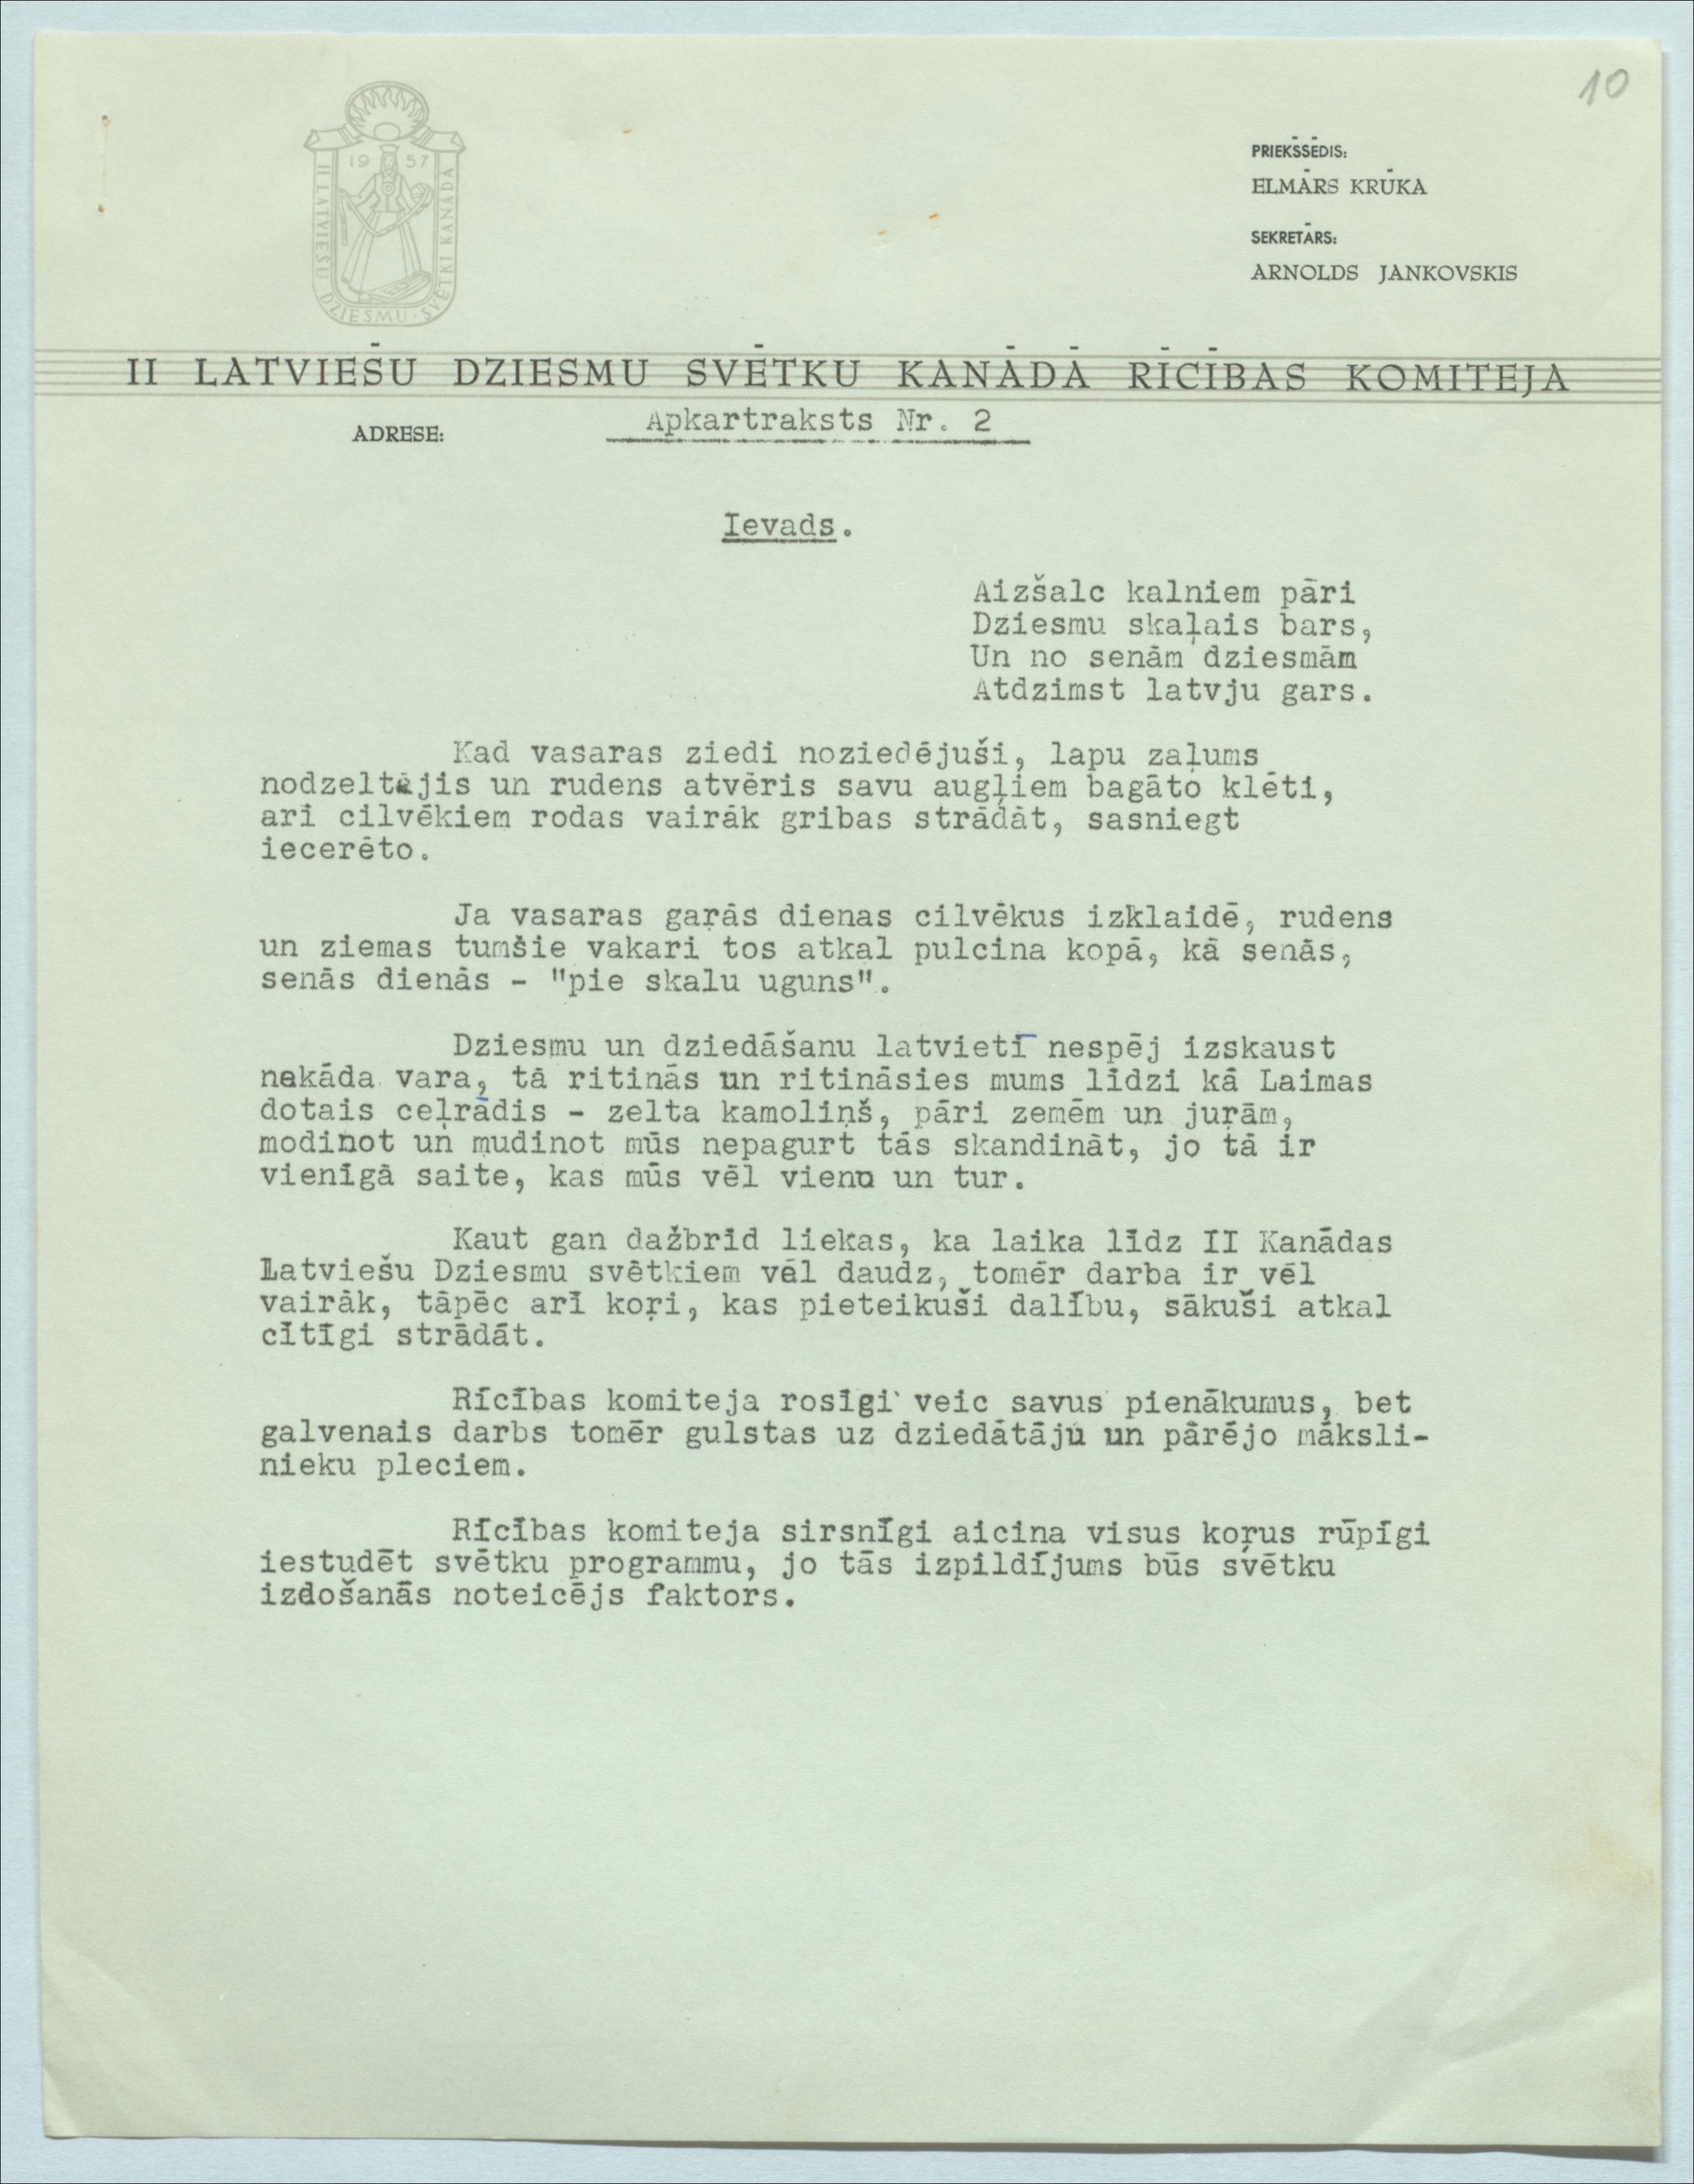 10
1957
II LATVIEŠU DZIESMU SVĒTKI KANĀDĀ
PRIEKŠSĒDIS:
ELMĀRS KRŪKA
SEKRETĀRS:
ARNOLDS JANKOVSKIS
II LATVIEŠU DZIESMU SVĒTKU KANĀDĀ RĪCĪBAS KOMITEJA
ADRESE:
Apkartraksts Nr. 2
Ievads.
Aizšalc kalniem pāri
Dziesmu skaļais bars,
Un no senām dziesmām
Atdzimst latvju gars.
Kad vasaras ziedi noziedējuši, lapu zaļums
nodzeltējis un rudens atvēris savu augļiem bagāto klēti,
arī cilvēkiem rodas vairāk gribas strādāt, sasniegt
iecerēto.
Ja vasaras gaŗās dienas cilvēkus izklaidē, rudens
un ziemas tumšie vakari tos atkal pulcina kopā, kā senās,
senās dienās - "pie skalu uguns".
Dziesmu un dziedāšanu latvietī nespēj izskaust
nekāda vara, tā ritinās un ritināsies mums līdzi kā Laimas
dotais ceļrādis - zelta kamoliņš, pāri zemēm un juŗām,
modinot un mudinot mūs nepagurt tās skandināt, jo tā ir
vienīgā saite, kas mūs vēl vieno un tur.
Kaut gan dažbrīd liekas, ka laika līdz II Kanādas
Latviešu Dziesmu svētkiem vēl daudz, tomēr darba ir vēl
vairāk, tāpēc arī koŗi, kas pieteikuši dalību, sākuši atkal
cītīgi strādāt.
Rīcības komiteja rosīgi veic savus pienākumus, bet
galvenais darbs tomēr gulstas uz dziedātāju un pārējo māksli-
nieku pleciem.
Rīcības komiteja sirsnīgi aicina visus koŗus rūpīgi
iestudēt svētku programmu, jo tās izpildījums būs svētku
izdošanās noteicējs faktors.